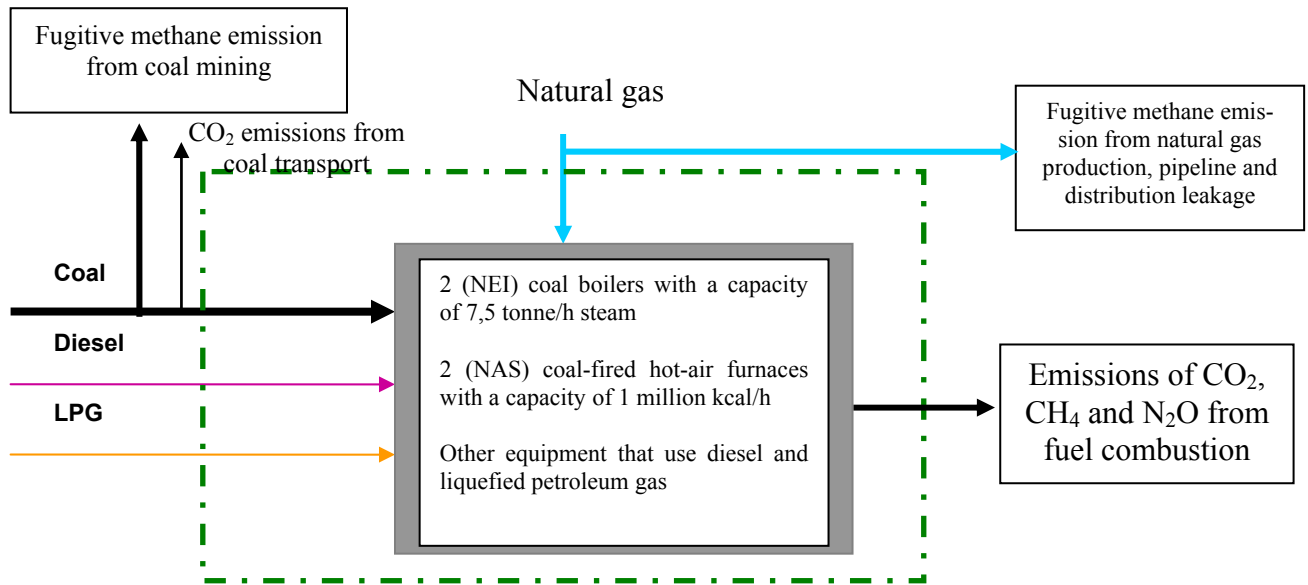 Fugitive methane emission
from coal mining
Natural gas
Fugitive methane emis-
sion from natural gas
production, pipeline and
distribution leakage
CO₂ emissions from
coal transport
Coal
Diesel
LPG
2 (NEI) coal boilers with a capacity
of 7,5 tonne/h steam
2 (NAS) coal-fired hot-air furnaces
with a capacity of 1 million kcal/h
Other equipment that use diesel and
liquefied petroleum gas
Emissions of CO₂,
CH₄ and N₂O from
fuel combustion